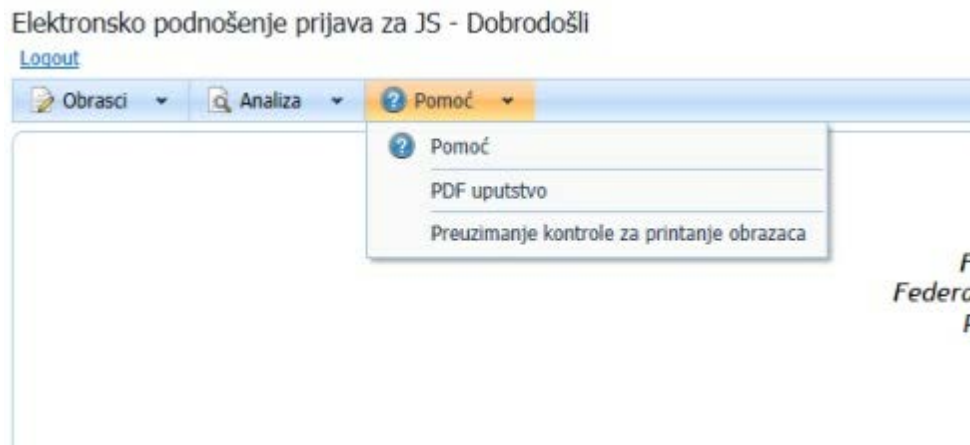 Elektronsko podnošenje prijava za JS - Dobrodošli
Logout
Obrasci Analiza Pomoć
Pomoć
PDF uputstvo
Preuzimanje kontrole za printanje obrazaca